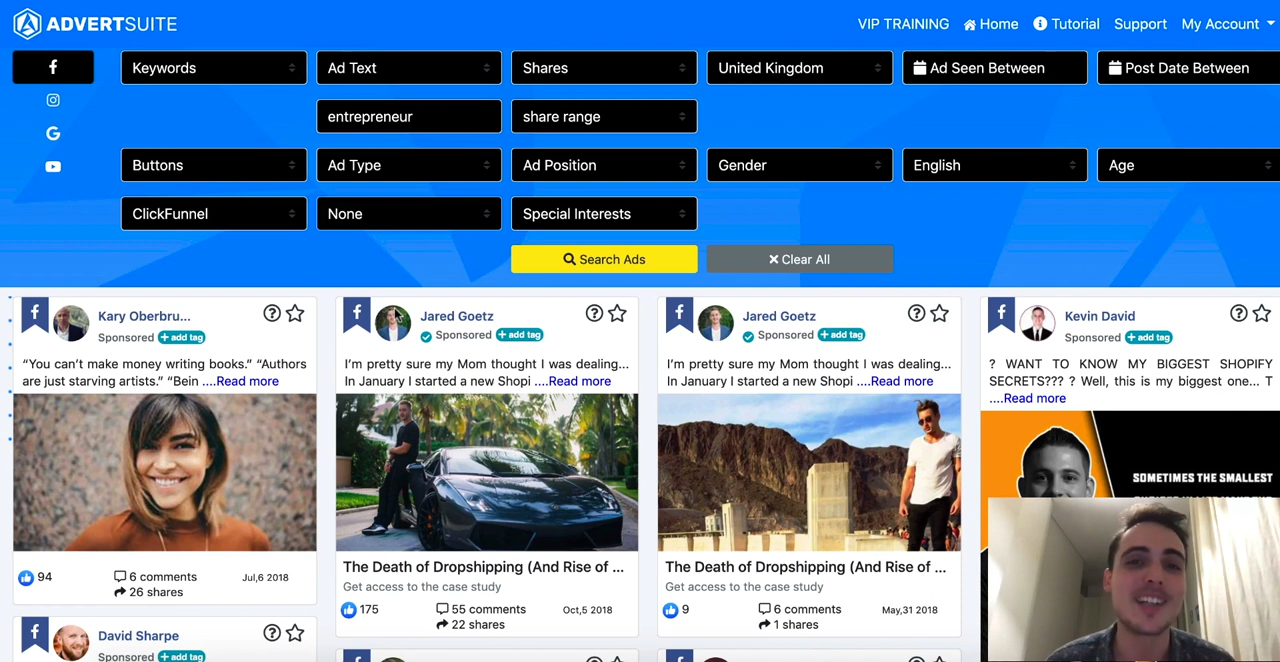 ADVERTSUITE
VIP TRAINING Home Tutorial Support My Account
Keywords Ad Text Shares United Kingdom Ad Seen Between Post Date Between
entrepreneur share range
Buttons Ad Type Ad Position Gender English Age
ClickFunnel None Special Interests
Search Ads Clear All
Kary Oberbru...
Sponsored + add tag
“You can’t make money writing books.” “Authors
are just starving artists.” “Bein ....Read more
94
6 comments
26 shares
Jul,6 2018
David Sharpe
Sponsored + add tag
Jared Goetz
Sponsored + add tag
I’m pretty sure my Mom thought I was dealing...
In January I started a new Shopi ....Read more
The Death of Dropshipping (And Rise of ...
Get access to the case study
175
55 comments
22 shares
Oct,5 2018
Jared Goetz
Sponsored + add tag
I’m pretty sure my Mom thought I was dealing...
In January I started a new Shopi ....Read more
The Death of Dropshipping (And Rise of ...
Get access to the case study
9
6 comments
1 shares
May,31 2018
Kevin David
Sponsored + add tag
? WANT TO KNOW MY BIGGEST SHOPIFY
SECRETS??? ? Well, this is my biggest one... T
....Read more
SOMETIMES THE SMALLEST